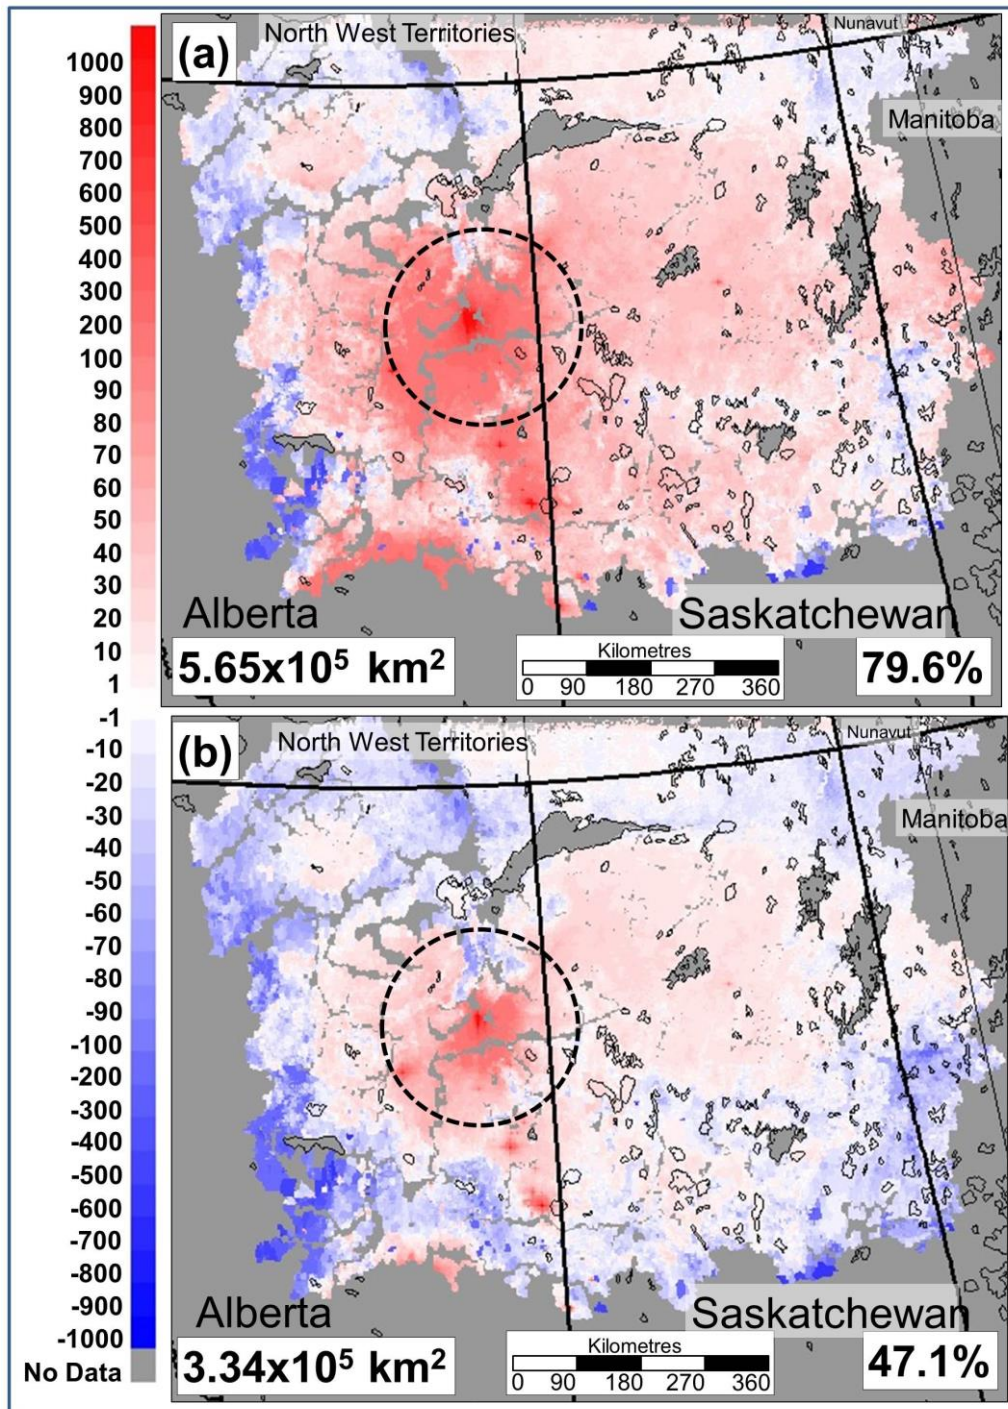 1000
900
800
700
600
500
400
300
200
100
90
80
70
60
50
40
30
20
10
1
-1
-10
-20
-30
-40
-50
-60
-70
-80
-90
-100
-200
-300
-400
-500
-600
-700
-800
-900
-1000
No Data
(a)
North West Territories
Nunavut
Manitoba
Alberta
Saskatchewan
5.65x10⁵ km²
Kilometres
0 90 180 270 360
79.6%
(b)
North West Territories
Nunavut
Manitoba
Alberta
Saskatchewan
3.34x10⁵ km²
Kilometres
0 90 180 270 360
47.1%